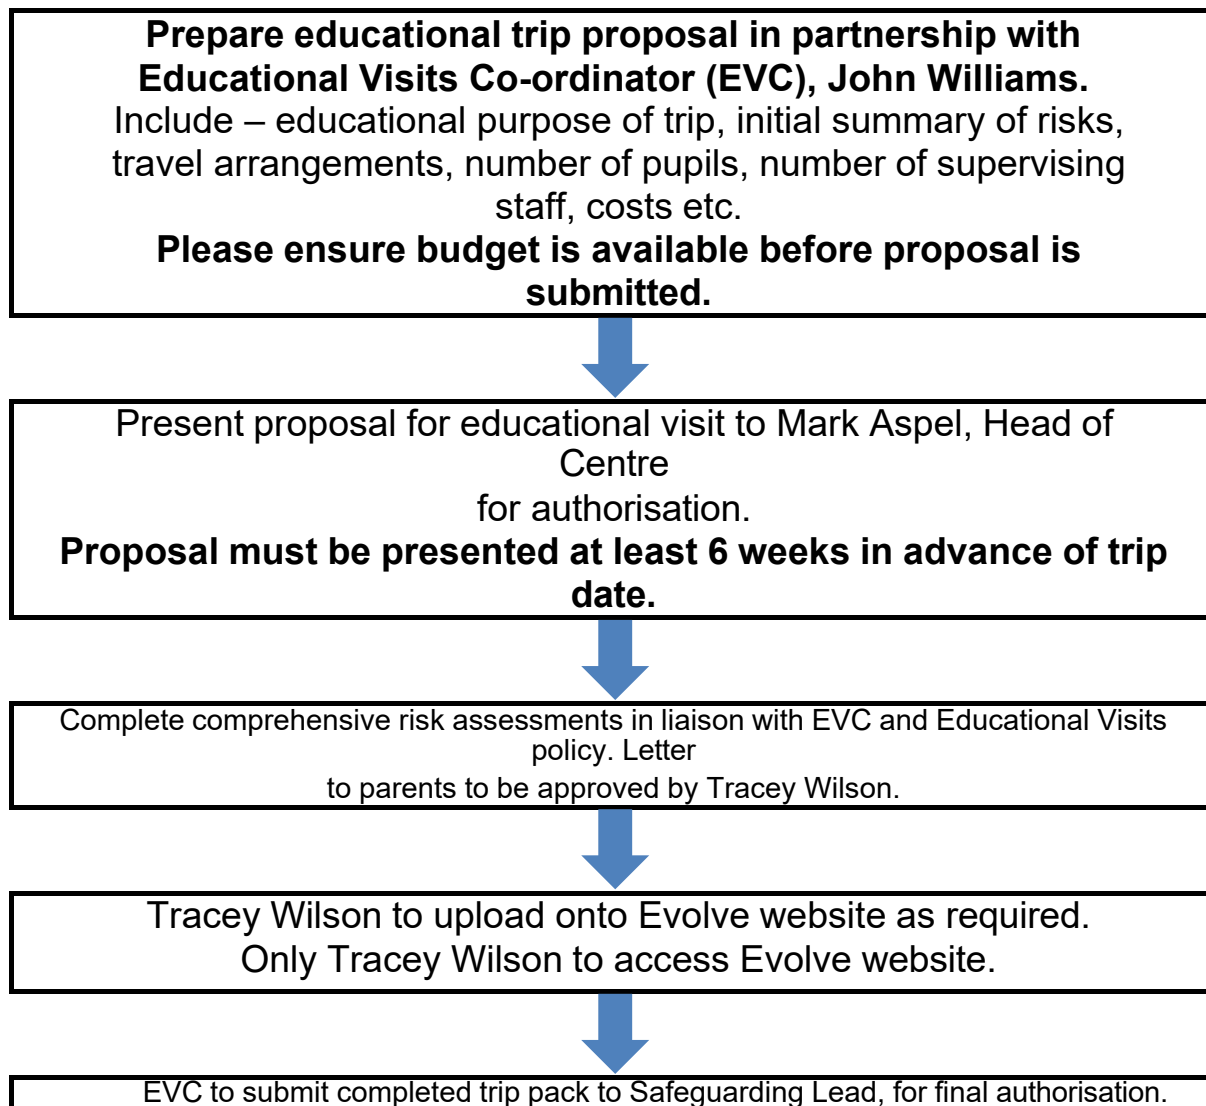 Prepare educational trip proposal in partnership with
Educational Visits Co-ordinator (EVC), John Williams.
Include – educational purpose of trip, initial summary of risks,
travel arrangements, number of pupils, number of supervising
staff, costs etc.
Please ensure budget is available before proposal is
submitted.
Present proposal for educational visit to Mark Aspel, Head of
Centre
for authorisation.
Proposal must be presented at least 6 weeks in advance of trip
date.
Complete comprehensive risk assessments in liaison with EVC and Educational Visits
policy. Letter
to parents to be approved by Tracey Wilson.
Tracey Wilson to upload onto Evolve website as required.
Only Tracey Wilson to access Evolve website.
EVC to submit completed trip pack to Safeguarding Lead, for final authorisation.